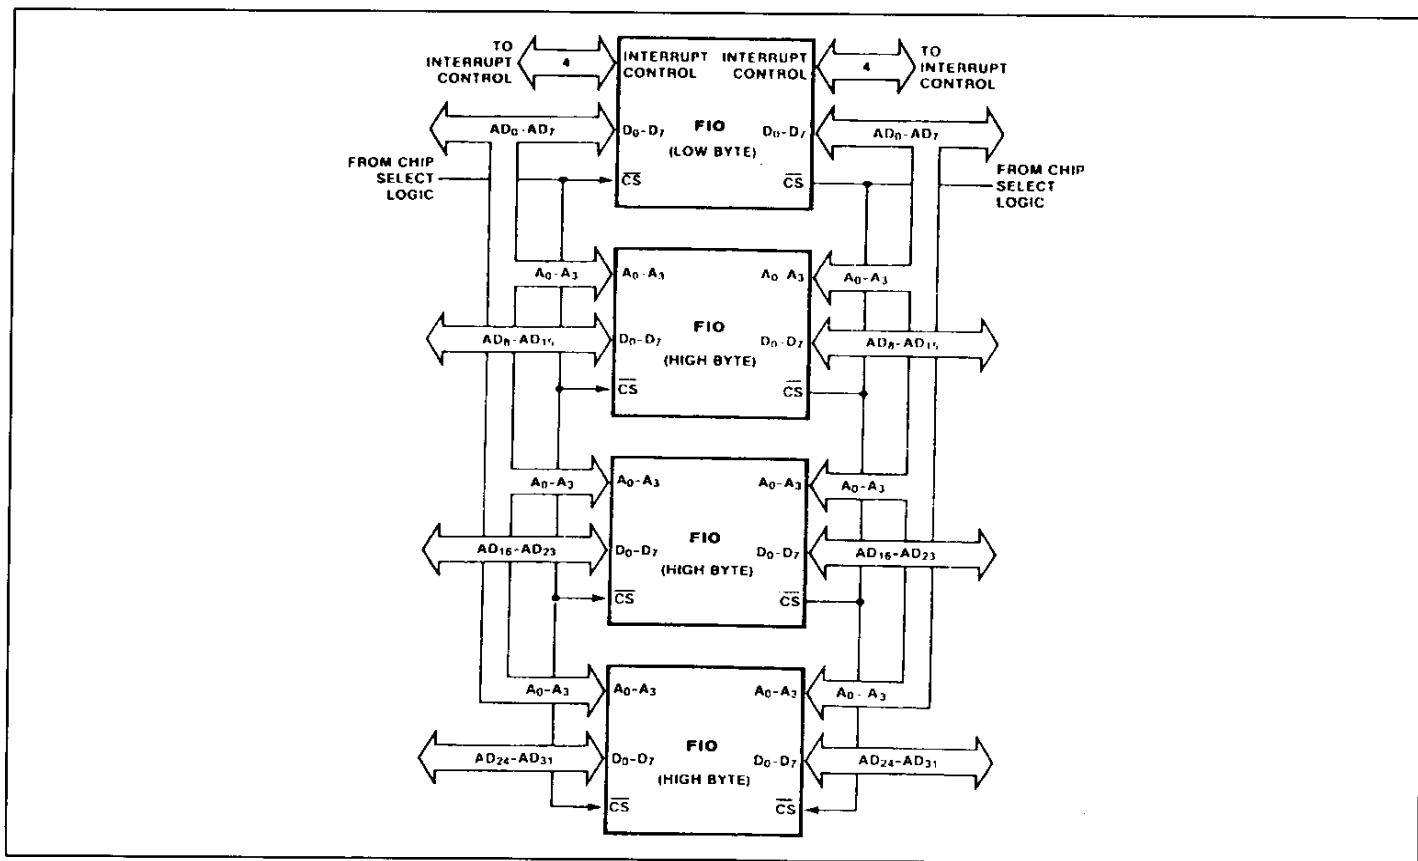 TO
INTERRUPT
CONTROL
4
INTERRUPT
CONTROL
INTERRUPT
CONTROL
4
TO
INTERRUPT
CONTROL
AD0-AD7
D0-D7
FIO
(LOW BYTE)
D0-D7
AD0-AD7
FROM CHIP
SELECT
LOGIC
CS
CS
FROM CHIP
SELECT
LOGIC
A0-A3
A0-A3
A0-A3
A0-A3
FIO
(HIGH BYTE)
AD8-AD15
D0-D7
D0-D7
AD8-AD15
CS
CS
A0-A3
A0-A3
A0-A3
A0-A3
FIO
(HIGH BYTE)
AD16-AD23
D0-D7
D0-D7
AD16-AD23
CS
CS
A0-A3
A0-A3
A0-A3
A0-A3
FIO
(HIGH BYTE)
AD24-AD31
D0-D7
D0-D7
AD24-AD31
CS
CS